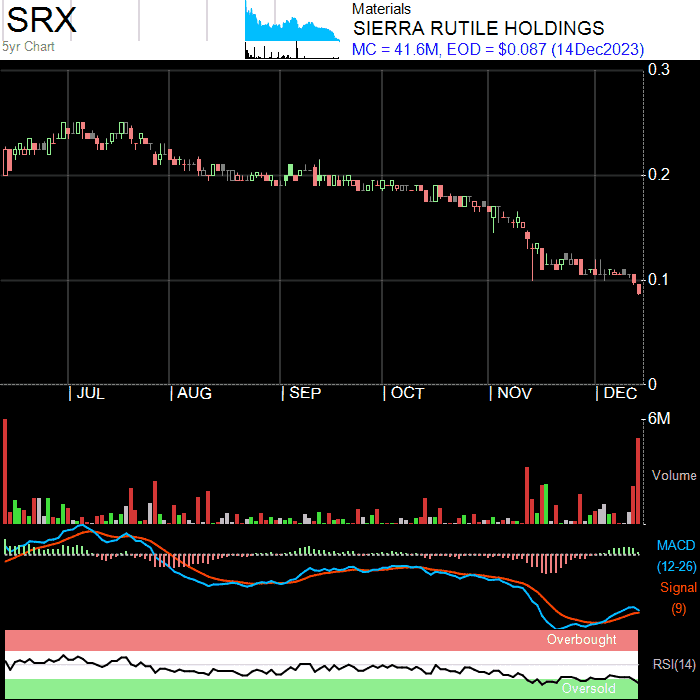 SRX
5yr Chart
Materials
SIERRA RUTILE HOLDINGS
MC = 41.6M, EOD = $0.087 (14Dec2023)
0.3
0.2
0.1
0
| JUL | AUG | SEP | OCT | NOV | DEC
6M
Volume
MACD
(12-26)
Signal
(9)
Overbought
RSI(14)
Oversold